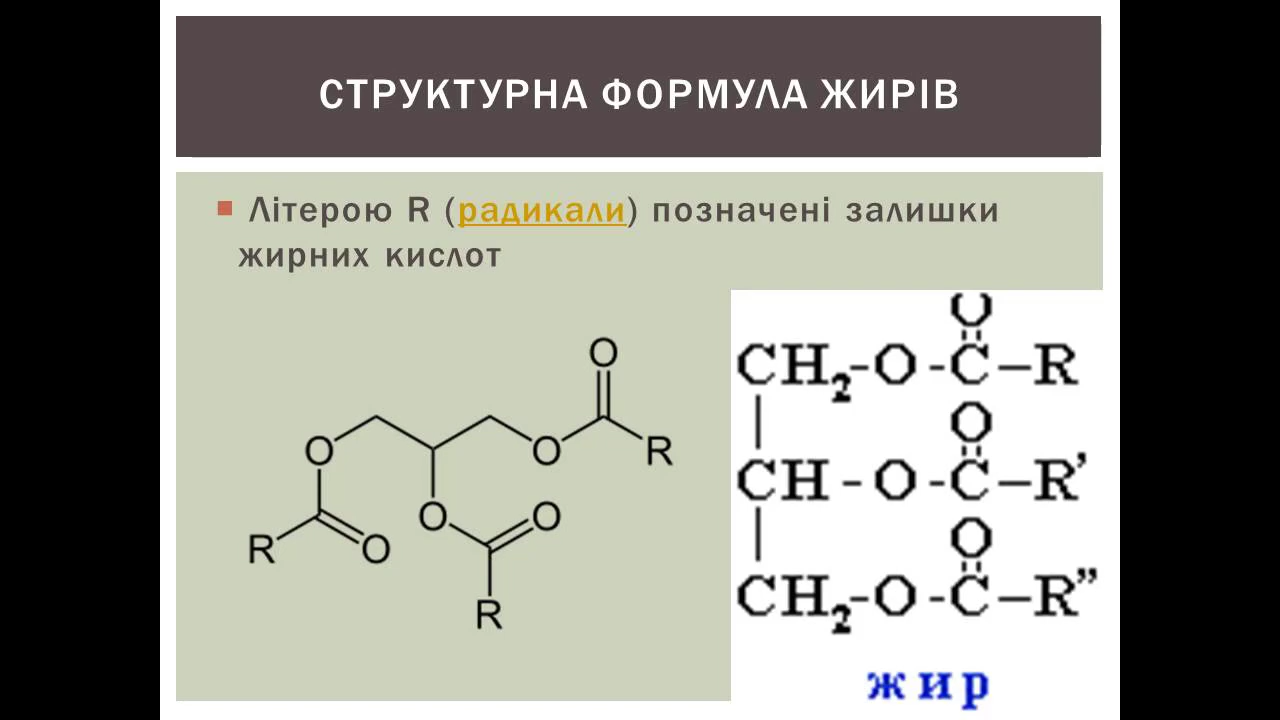 СТРУКТУРНА ФОРМУЛА ЖИРІВ
Літерою R (радикали) позначені залишки
жирних кислот
O
O R
O
O O
R O
R
O
CH₂-O-C-R
O
CH-O-C-R’
O
CH₂-O-C-R”
жир